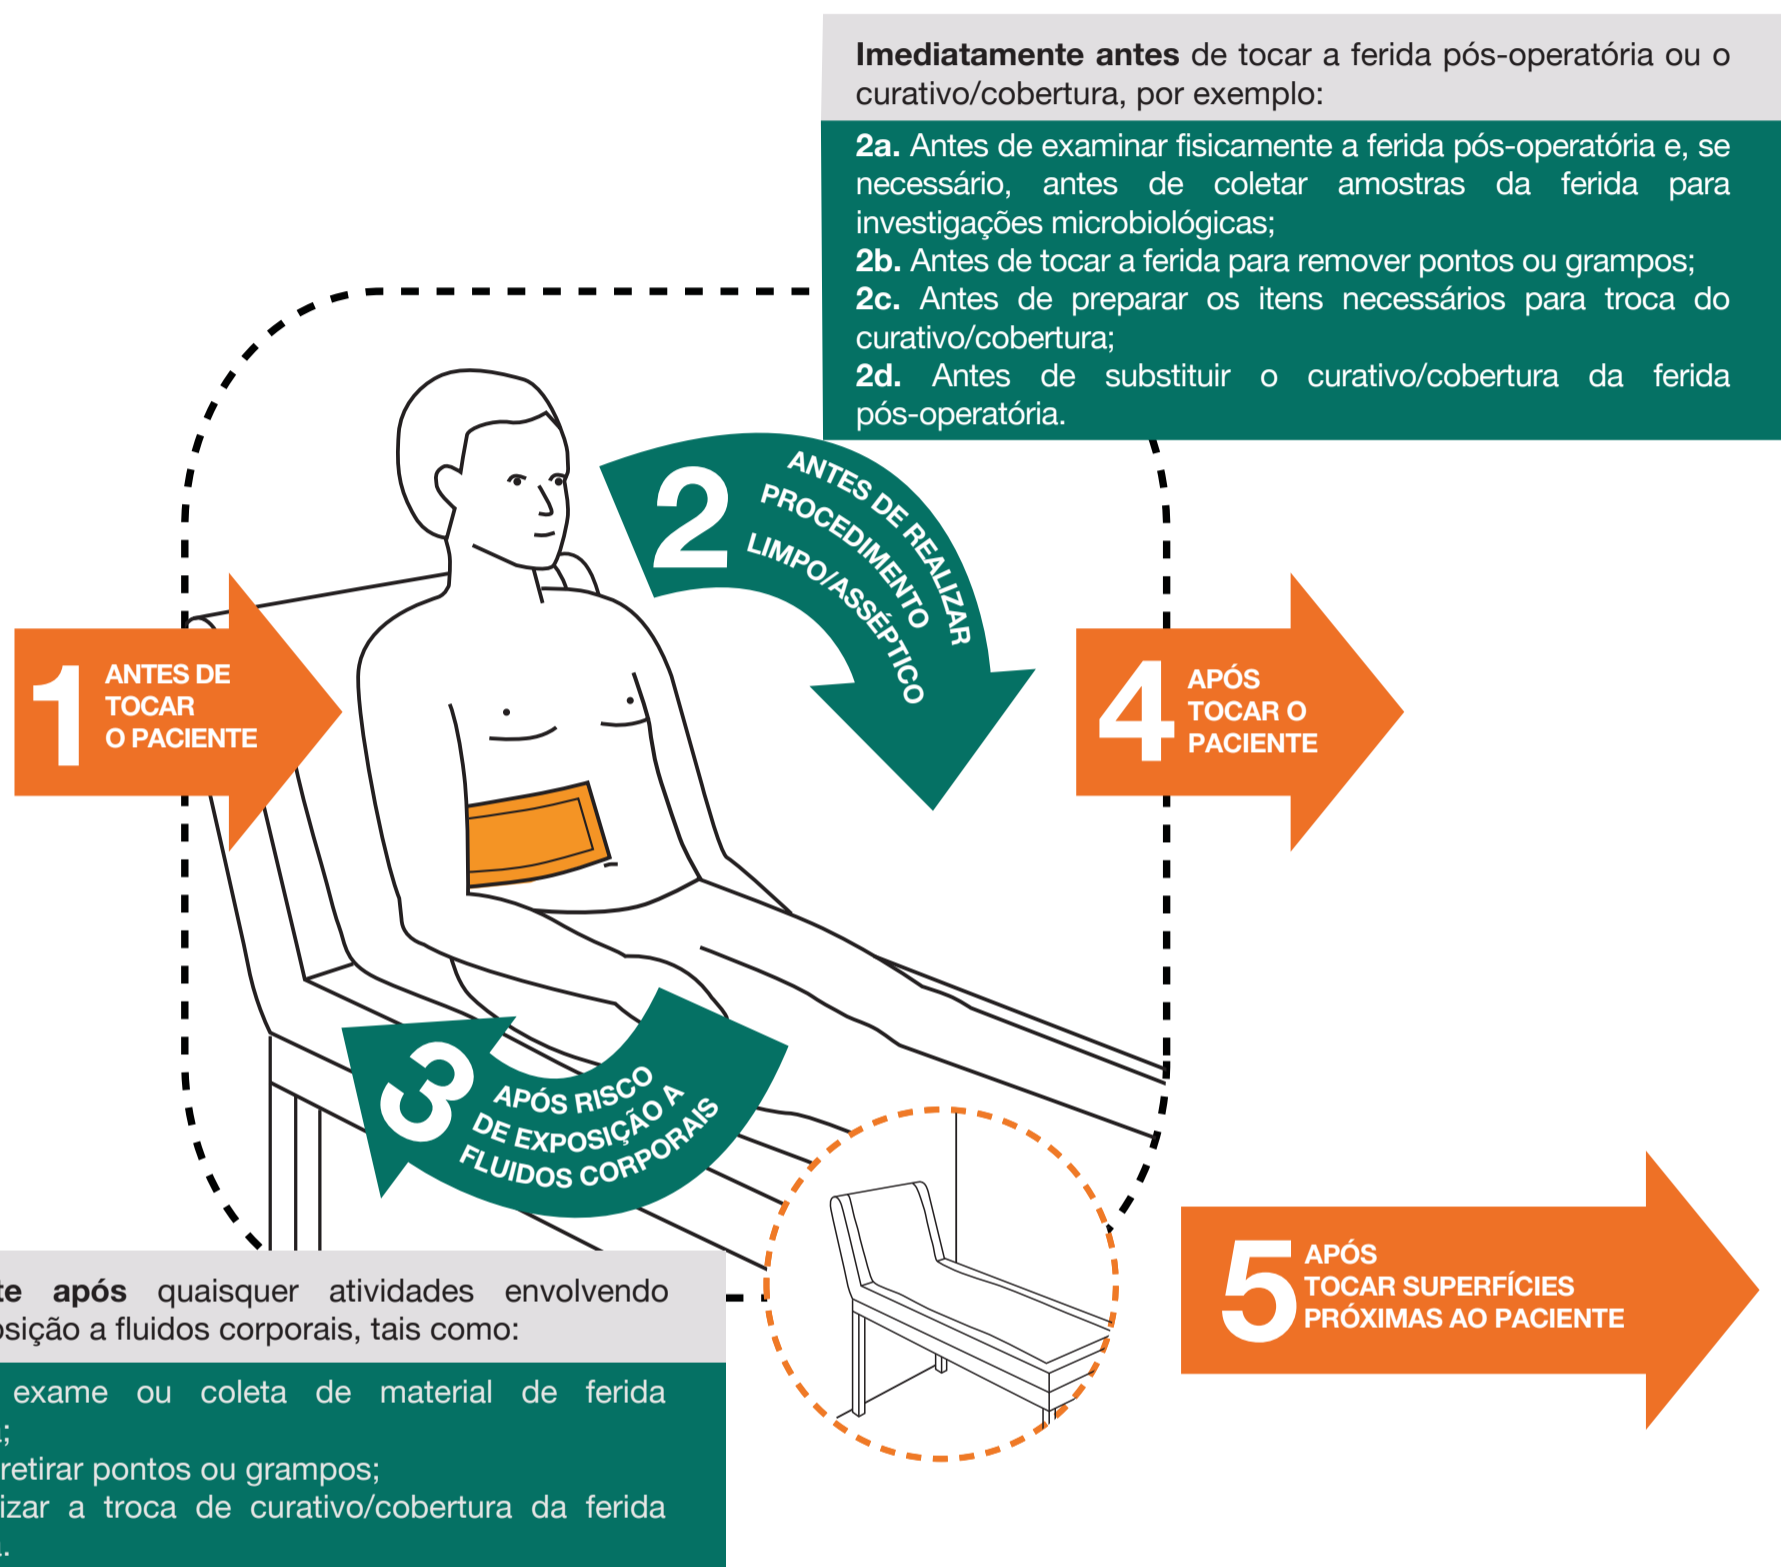 Imediatamente antes de tocar a ferida pós-operatória ou o
curativo/cobertura, por exemplo:
2a. Antes de examinar fisicamente a ferida pós-operatória e, se
necessário, antes de coletar amostras da ferida para
investigações microbiológicas;
2b. Antes de tocar a ferida para remover pontos ou grampos;
2c. Antes de preparar os itens necessários para troca do
curativo/cobertura;
2d. Antes de substituir o curativo/cobertura da ferida
pós-operatória.
2 ANTES DE REALIZAR
PROCEDIMENTO
LIMPO/ASSÉPTICO
1 ANTES DE
TOCAR
O PACIENTE
4 APÓS
TOCAR O
PACIENTE
3 APÓS RISCO
DE EXPOSIÇÃO A
FLUIDOS CORPORAIS
5 APÓS
TOCAR SUPERFÍCIES
PRÓXIMAS AO PACIENTE
após quaisquer atividades envolvendo
a fluidos corporais, tais como:
exame ou coleta de material de ferida
retirar pontos ou grampos;
a troca de curativo/cobertura da ferida